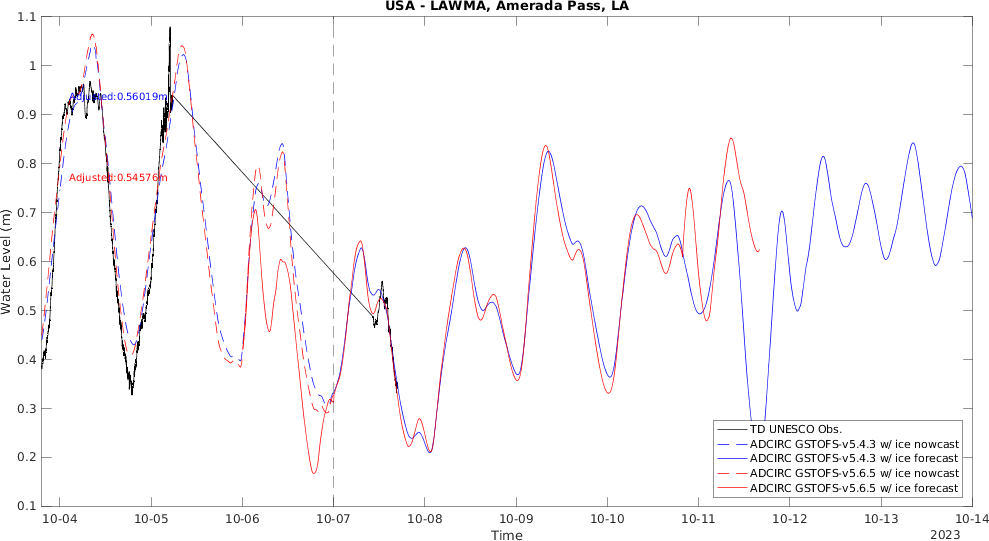 USA - LAWMA, Amerada Pass, LA
1.1
1
0.9
0.8
0.7
0.6
0.5
0.4
0.3
0.2
0.1
Water Level (m)
Adjusted:0.56019m
Adjusted:0.54576m
TD UNESCO Obs.
ADCIRC GSTOFS-v5.4.3 w/ ice nowcast
ADCIRC GSTOFS-v5.4.3 w/ ice forecast
ADCIRC GSTOFS-v5.6.5 w/ ice nowcast
ADCIRC GSTOFS-v5.6.5 w/ ice forecast
10-04 10-05 10-06 10-07 10-08 10-09 10-10 10-11 10-12 10-13 10-14
Time
2023